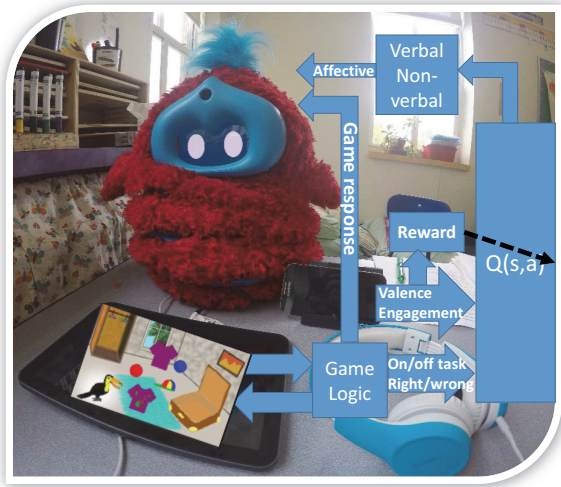 Verbal
Non-
verbal
Affective
Game response
Reward
Q(s,a)
Valence
Engagement
Game
Logic
On/off task
Right/wrong